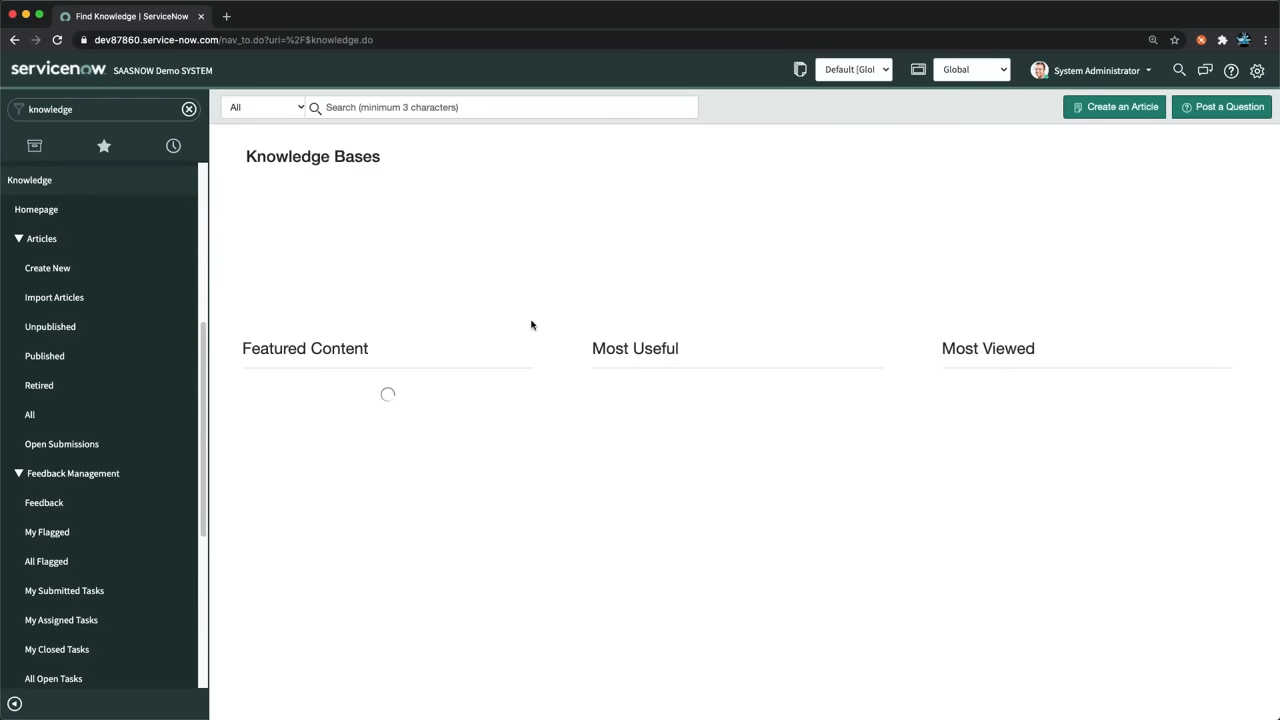 Find Knowledge | ServiceNow
dev87860.service-now.com/nav_to.do?uri=%2F$knowledge.do
servicenow SAASNOW Demo SYSTEM
Default [Glol
Global
System Administrator
knowledge
All
Search (minimum 3 characters)
Create an Article
Post a Question
Knowledge
Homepage
Articles
Create New
Import Articles
Unpublished
Published
Retired
All
Open Submissions
Feedback Management
Feedback
My Flagged
All Flagged
My Submitted Tasks
My Assigned Tasks
My Closed Tasks
All Open Tasks
Knowledge Bases
Featured Content
Most Useful
Most Viewed